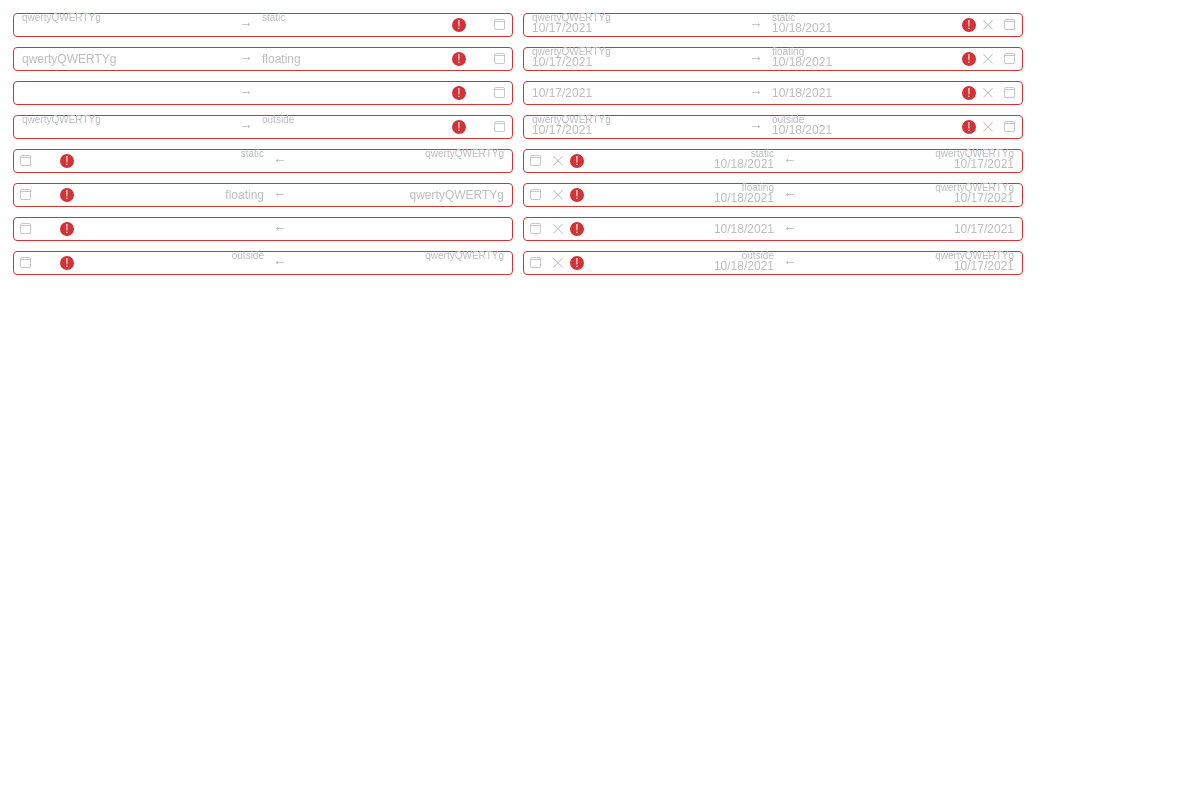 qwertyQWERTYg → static !
qwertyQWERTYg 10/17/2021 → static 10/18/2021 !
qwertyQWERTYg → floating !
qwertyQWERTYg 10/17/2021 → floating 10/18/2021 !
→ !
10/17/2021 → 10/18/2021 !
qwertyQWERTYg → outside !
qwertyQWERTYg 10/17/2021 → outside 10/18/2021 !
! static ← qwertyQWERTYg
! static 10/18/2021 ← qwertyQWERTYg 10/17/2021
! floating ← qwertyQWERTYg
! floating 10/18/2021 ← qwertyQWERTYg 10/17/2021
! ←
! 10/18/2021 ← 10/17/2021
! outside ← qwertyQWERTYg
! outside 10/18/2021 ← qwertyQWERTYg 10/17/2021